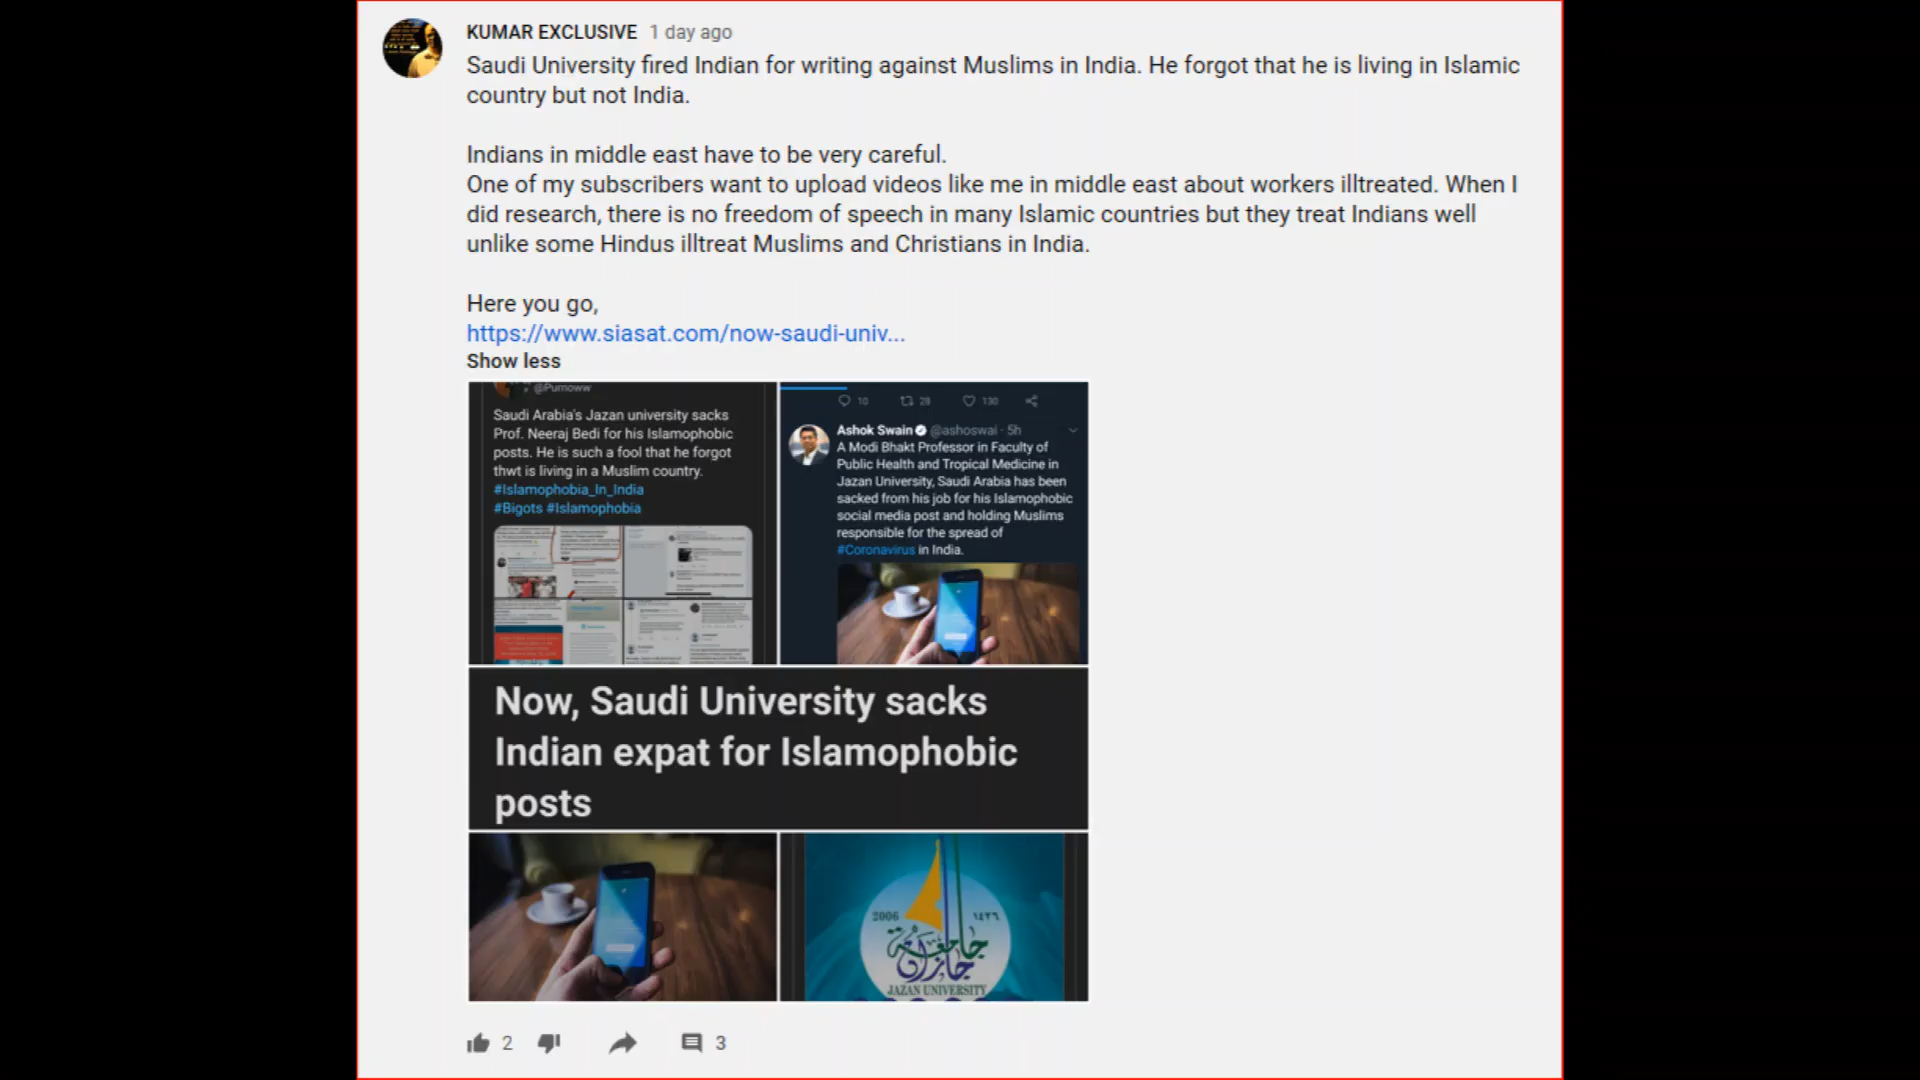 KUMAR EXCLUSIVE 1 day ago
Saudi University fired Indian for writing against Muslims in India. He forgot that he is living in Islamic
country but not India.
Indians in middle east have to be very careful.
One of my subscribers want to upload videos like me in middle east about workers illtreated. When I
did research, there is no freedom of speech in many Islamic countries but they treat Indians well
unlike some Hindus illtreat Muslims and Christians in India.
Here you go,
https://www.siasat.com/now-saudi-univ...
Show less
@Pumoww
Saudi Arabia's Jazan university sacks
Prof. Neeraj Bedi for his Islamophobic
posts. He is such a fool that he forgot
thwt is living in a Muslim country.
#Islamophobia_In_India
#Bigots #Islamophobia
10 28 130
Ashok Swain @ashoswai · 5h
A Modi Bhakt Professor in Faculty of
Public Health and Tropical Medicine in
Jazan University, Saudi Arabia has been
sacked from his job for his Islamophobic
social media post and holding Muslims
responsible for the spread of
#Coronavirus in India.
Now, Saudi University sacks
Indian expat for Islamophobic
posts
2006 ١٤٢٦
جامعة جازان
JAZAN UNIVERSITY
2 3